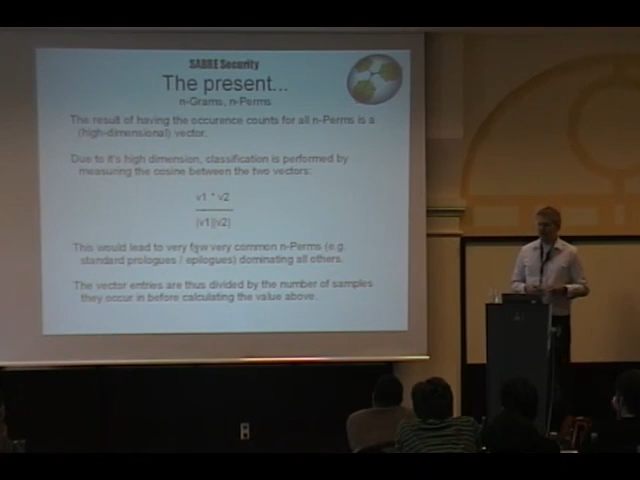 SABRE Security
The present...
n-Grams, n-Perms
The result of having the occurence counts for all n-Perms is a
(high-dimensional) vector.
Due to it's high dimension, classification is performed by
measuring the cosine between the two vectors:
v1 * v2
|v1||v2|
This would lead to very few very common n-Perms (e.g.
standard prologues / epilogues) dominating all others.
The vector entries are thus divided by the number of samples
they occur in before calculating the value above.